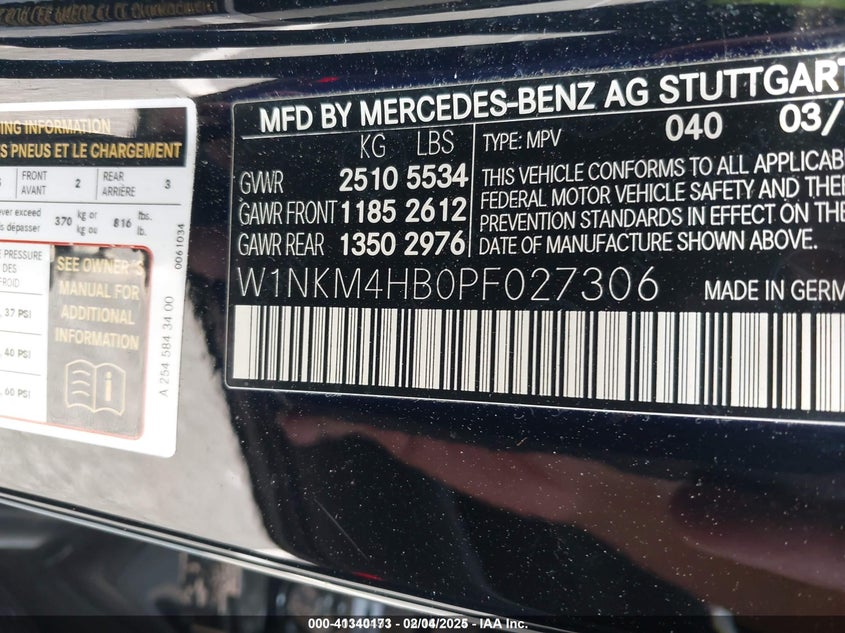 ING INFORMATION
S PNEUS ET LE CHARGEMENT
FRONT AVANT 2 REAR ARRIÈRE 3
ever exceed 370 kg or 816 lbs.
dépasser kg ou lb.
E PRESSURE
DES
FROID
37 PSI
40 PSI
60 PSI
SEE OWNER'S
MANUAL FOR
ADDITIONAL
INFORMATION
0061034
A 254 584 34 00
MFD BY MERCEDES-BENZ AG STUTTGART
KG LBS TYPE: MPV 040 03/
GVWR 2510 5534
GAWR FRONT 1185 2612
GAWR REAR 1350 2976
THIS VEHICLE CONFORMS TO ALL APPLICABL
FEDERAL MOTOR VEHICLE SAFETY AND THEF
PREVENTION STANDARDS IN EFFECT ON THE
DATE OF MANUFACTURE SHOWN ABOVE.
W1NKM4HB0PF027306 MADE IN GERM
000-41340173 - 02/04/2025 - IAA Inc.